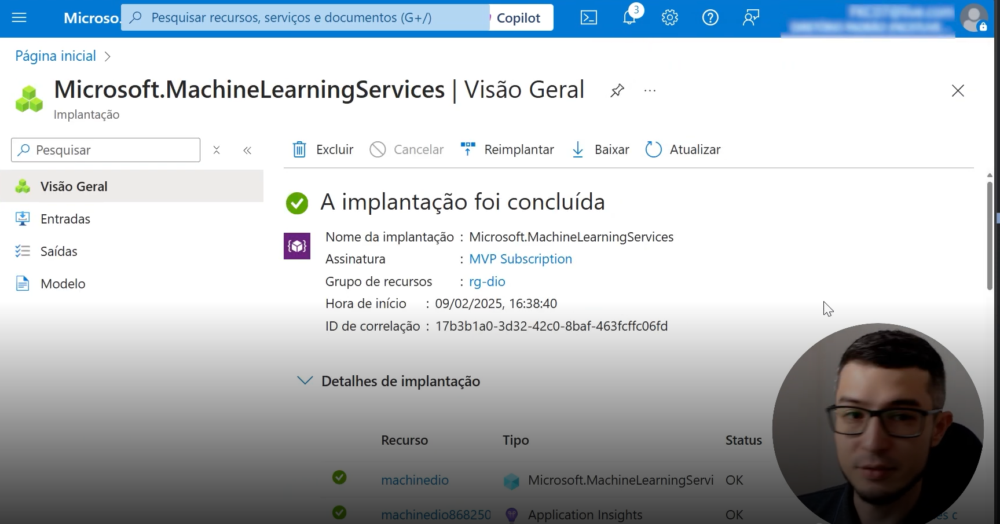 Microso.
Pesquisar recursos, serviços e documentos (G+/)
Copilot
3
Página inicial
Microsoft.MachineLearningServices | Visão Geral
Implantação
Pesquisar
Excluir
Cancelar
Reimplantar
Baixar
Atualizar
Visão Geral
Entradas
Saídas
Modelo
A implantação foi concluída
Nome da implantação : Microsoft.MachineLearningServices
Assinatura : MVP Subscription
Grupo de recursos : rg-dio
Hora de início : 09/02/2025, 16:38:40
ID de correlação : 17b3b1a0-3d32-42c0-8baf-463fcffc06fd
Detalhes de implantação
Recurso Tipo Status
machinedio Microsoft.MachineLearningServi OK
machinedio868250 Application Insights OK